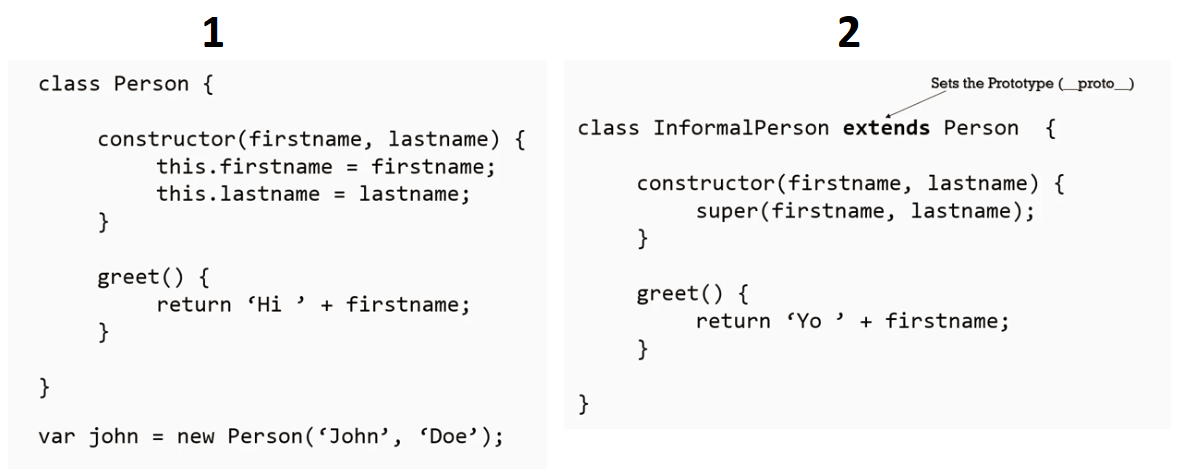 1
class Person {
constructor(firstname, lastname) {
this.firstname = firstname;
this.lastname = lastname;
}
greet() {
return ‘Hi ’ + firstname;
}
}
var john = new Person(‘John’, ‘Doe’);
2
Sets the Prototype (__proto__)
class InformalPerson extends Person {
constructor(firstname, lastname) {
super(firstname, lastname);
}
greet() {
return ‘Yo ’ + firstname;
}
}